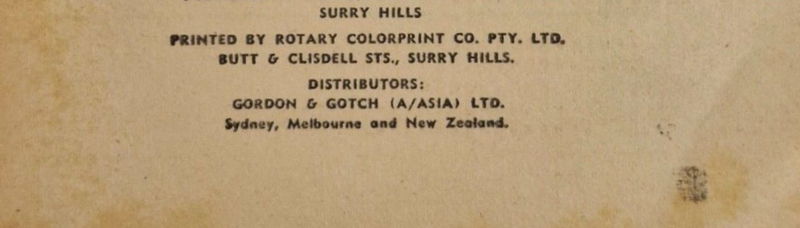 SURRY HILLS
PRINTED BY ROTARY COLORPRINT CO. PTY. LTD.
BUTT & CLISDELL STS., SURRY HILLS.
DISTRIBUTORS:
GORDON & GOTCH (A/ASIA) LTD.
Sydney, Melbourne and New Zealand.